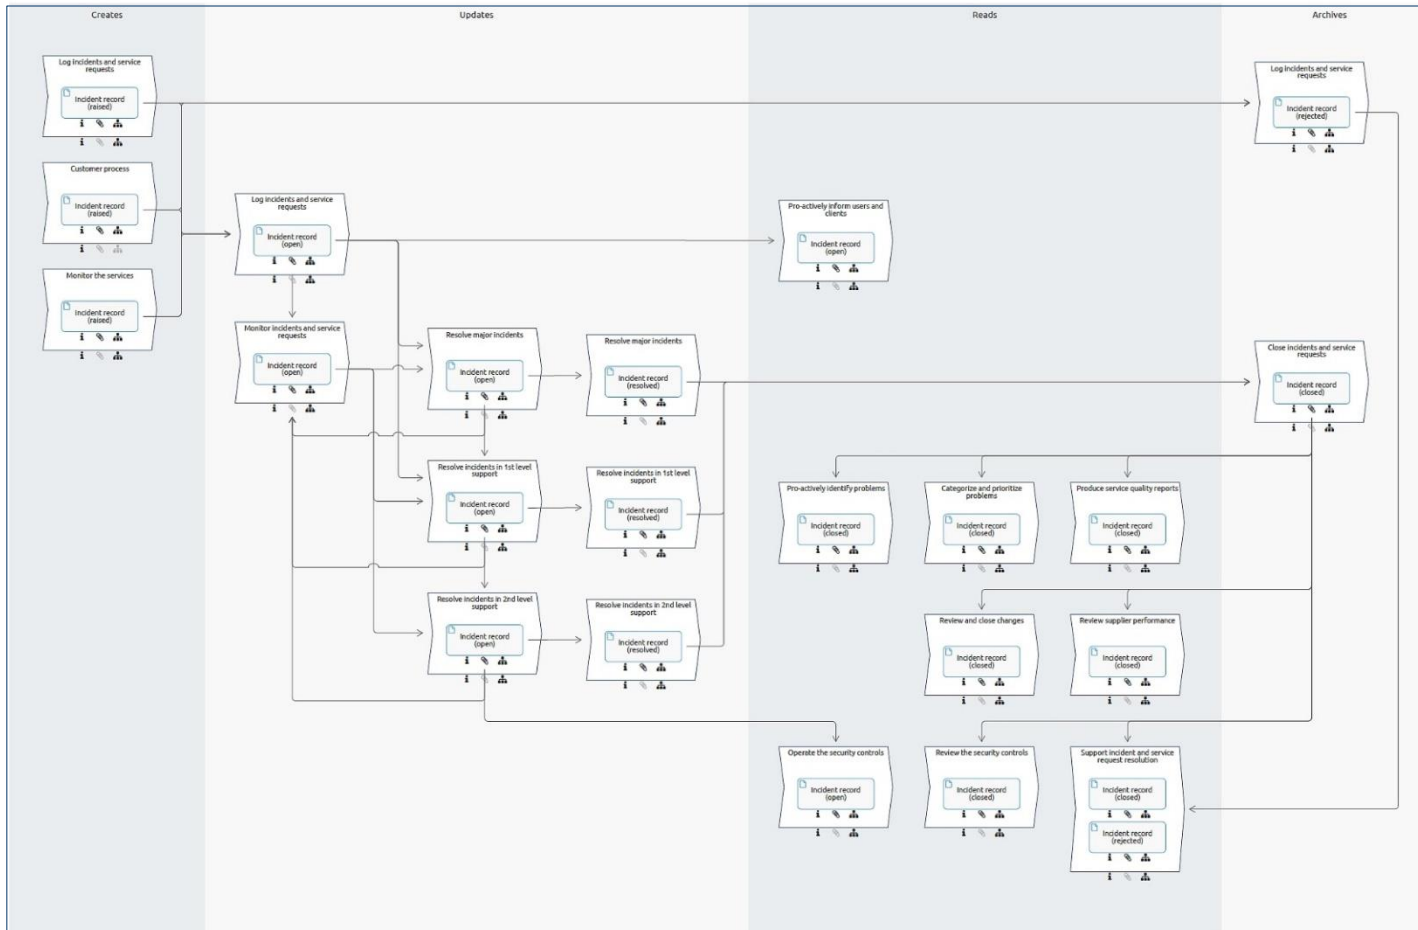 Creates
Updates
Reads
Archives
Log incidents and service
requests
Incident record
(raised)
Customer process
Incident record
(raised)
Monitor the services
Incident record
(raised)
Log incidents and service
requests
Incident record
(open)
Monitor incidents and service
requests
Incident record
(open)
Resolve major incidents
Incident record
(open)
Resolve major incidents
Incident record
(resolved)
Resolve incidents in 1st level
support
Incident record
(open)
Resolve incidents in 1st level
support
Incident record
(resolved)
Resolve incidents in 2nd level
support
Incident record
(open)
Resolve incidents in 2nd level
support
Incident record
(resolved)
Pro-actively inform users and
clients
Incident record
(open)
Pro-actively identify problems
Incident record
(closed)
Categorize and prioritize
problems
Incident record
(closed)
Produce service quality reports
Incident record
(closed)
Review and close changes
Incident record
(closed)
Review supplier performance
Incident record
(closed)
Operate the security controls
Incident record
(open)
Review the security controls
Incident record
(closed)
Support incident and service
request resolution
Incident record
(closed)
Incident record
(rejected)
Log incidents and service
requests
Incident record
(rejected)
Close incidents and service
requests
Incident record
(closed)